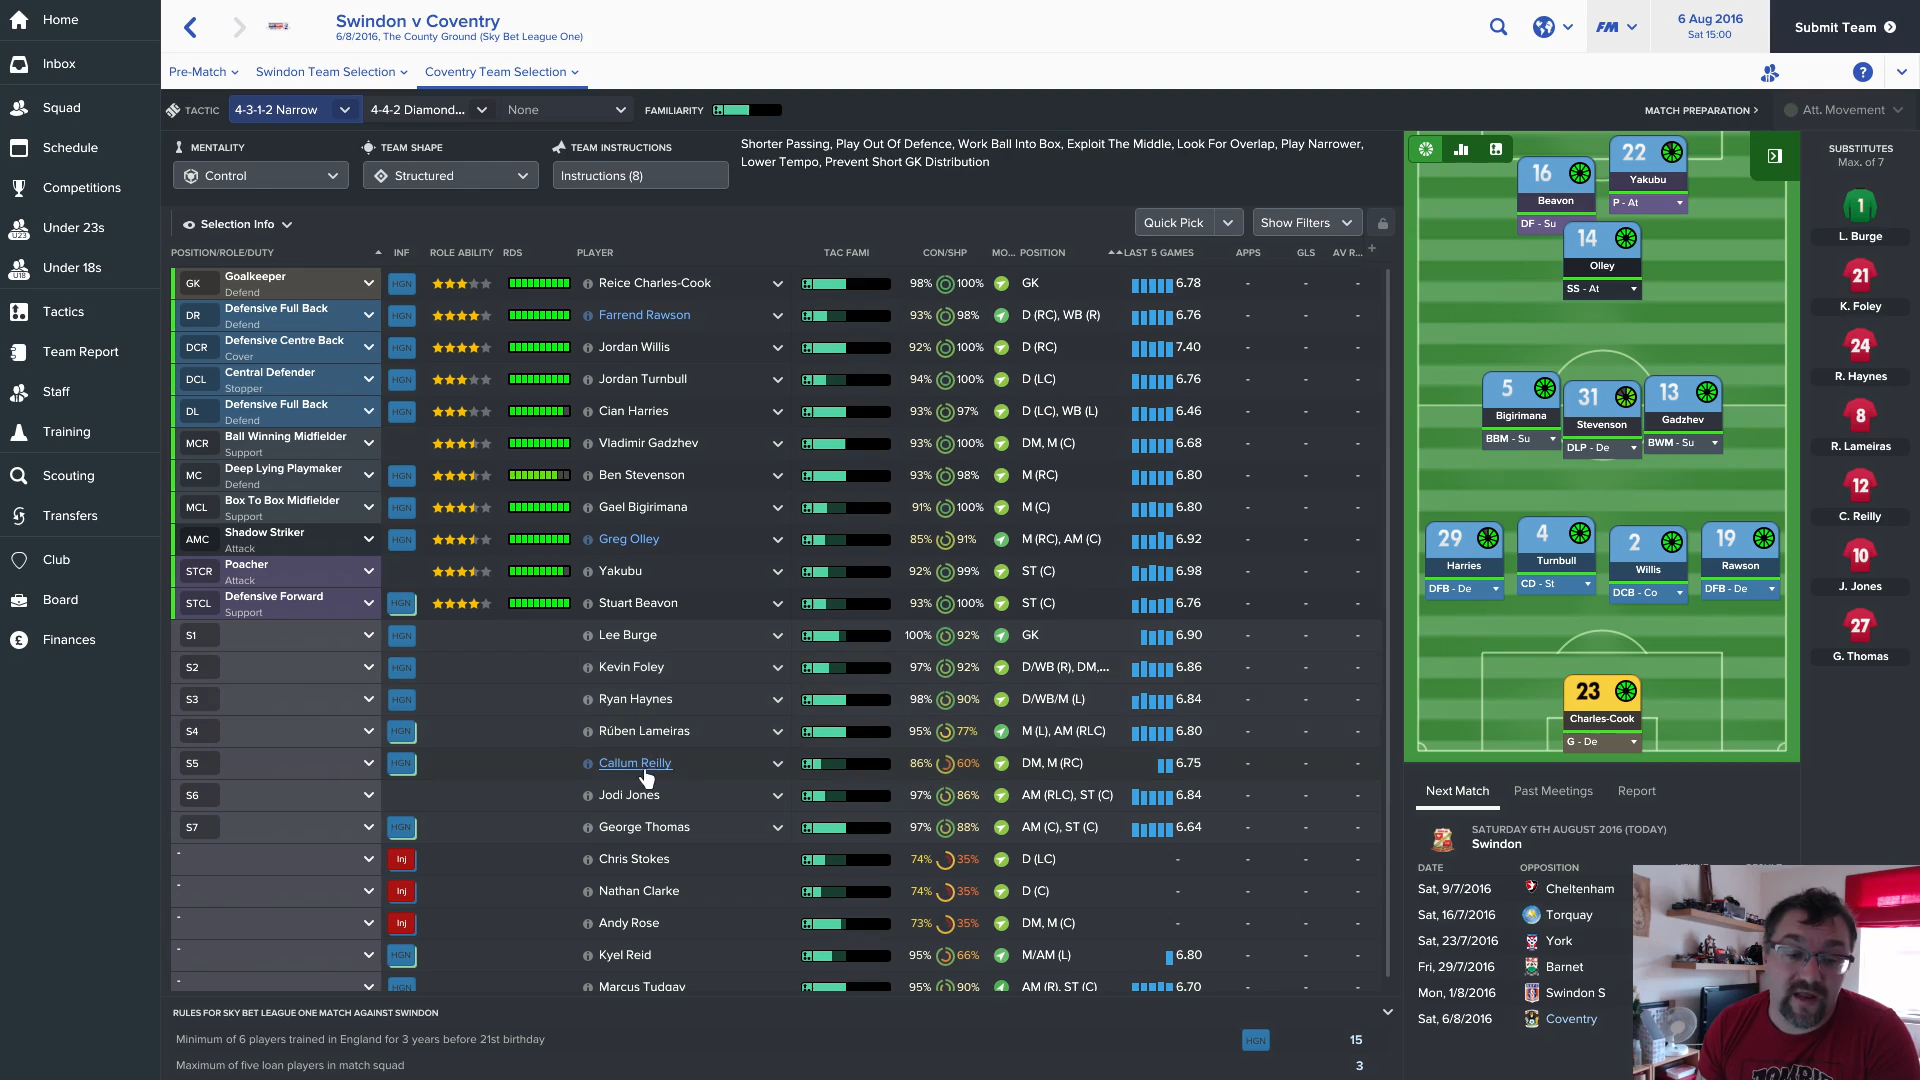 Home
Inbox
Squad
Schedule
Competitions
U23
Under 23s
U18
Under 18s
Tactics
Team Report
Staff
Training
Scouting
Transfers
Club
Board
Finances
Swindon v Coventry
6/8/2016, The County Ground (Sky Bet League One)
FM
6 Aug 2016
Sat 15:00
Submit Team
Pre-Match
Swindon Team Selection
Coventry Team Selection
?
TACTIC 4-3-1-2 Narrow 4-4-2 Diamond... None FAMILIARITY MATCH PREPARATION > Att. Movement
MENTALITY
Control
TEAM SHAPE
Structured
TEAM INSTRUCTIONS
Instructions (8)
Shorter Passing, Play Out Of Defence, Work Ball Into Box, Exploit The Middle, Look For Overlap, Play Narrower,
Lower Tempo, Prevent Short GK Distribution
Selection Info
Quick Pick
Show Filters
POSITION/ROLE/DUTY INF ROLE ABILITY RDS PLAYER TAC FAMI CON/SHP MO... POSITION LAST 5 GAMES APPS GLS AV R...
GK Goalkeeper Defend HGN Reice Charles-Cook 98% 100% GK 6.78 - - -
DR Defensive Full Back Defend HGN Farrend Rawson 93% 98% D (RC), WB (R) 6.76 - - -
DCR Defensive Centre Back Cover HGN Jordan Willis 92% 100% D (RC) 7.40 - - -
DCL Central Defender Stopper HGN Jordan Turnbull 94% 100% D (LC) 6.76 - - -
DL Defensive Full Back Defend HGN Cian Harries 93% 97% D (LC), WB (L) 6.46 - - -
MCR Ball Winning Midfielder Support Vladimir Gadzhev 93% 100% DM, M (C) 6.68 - - -
MC Deep Lying Playmaker Defend HGN Ben Stevenson 93% 98% M (RC) 6.80 - - -
MCL Box To Box Midfielder Support HGN Gael Bigirimana 91% 100% M (C) 6.80 - - -
AMC Shadow Striker Attack HGN Greg Olley 85% 91% M (RC), AM (C) 6.92 - - -
STCR Poacher Attack Yakubu 92% 99% ST (C) 6.98 - - -
STCL Defensive Forward Support HGN Stuart Beavon 93% 100% ST (C) 6.76 - - -
S1 HGN Lee Burge 100% 92% GK 6.90 - - -
S2 HGN Kevin Foley 97% 92% D/WB (R), DM,... 6.86 - - -
S3 HGN Ryan Haynes 98% 90% D/WB/M (L) 6.84 - - -
S4 HGN Rúben Lameiras 95% 77% M (L), AM (RLC) 6.80 - - -
S5 HGN Callum Reilly 86% 60% DM, M (RC) 6.75 - - -
S6 Jodi Jones 97% 86% AM (RLC), ST (C) 6.84 - - -
S7 HGN George Thomas 97% 88% AM (C), ST (C) 6.64 - - -
- Inj Chris Stokes 74% 35% D (LC) - - - -
- Inj Nathan Clarke 74% 35% D (C) - - - -
- Inj Andy Rose 73% 35% DM, M (C) - - - -
- HGN Kyel Reid 95% 66% M/AM (L) 6.80 - - -
- HGN Marcus Tudgay 95% 90% AM (R), ST (C) 6.70 - - -
RULES FOR SKY BET LEAGUE ONE MATCH AGAINST SWINDON
Minimum of 6 players trained in England for 3 years before 21st birthday HGN 15
Maximum of five loan players in match squad 3
22
Yakubu
P - At
16
Beavon
DF - Su
14
Olley
SS - At
5
Bigirimana
BBM - Su
31
Stevenson
DLP - De
13
Gadzhev
BWM - Su
29
Harries
DFB - De
4
Turnbull
CD - St
2
Willis
DCB - Co
19
Rawson
DFB - De
23
Charles-Cook
G - De
SUBSTITUTES
Max. of 7
1
L. Burge
21
K. Foley
24
R. Haynes
8
R. Lameiras
12
C. Reilly
10
J. Jones
27
G. Thomas
Next Match Past Meetings Report
SATURDAY 6TH AUGUST 2016 (TODAY)
Swindon
DATE OPPOSITION
Sat, 9/7/2016 Cheltenham
Sat, 16/7/2016 Torquay
Sat, 23/7/2016 York
Fri, 29/7/2016 Barnet
Mon, 1/8/2016 Swindon S
Sat, 6/8/2016 Coventry